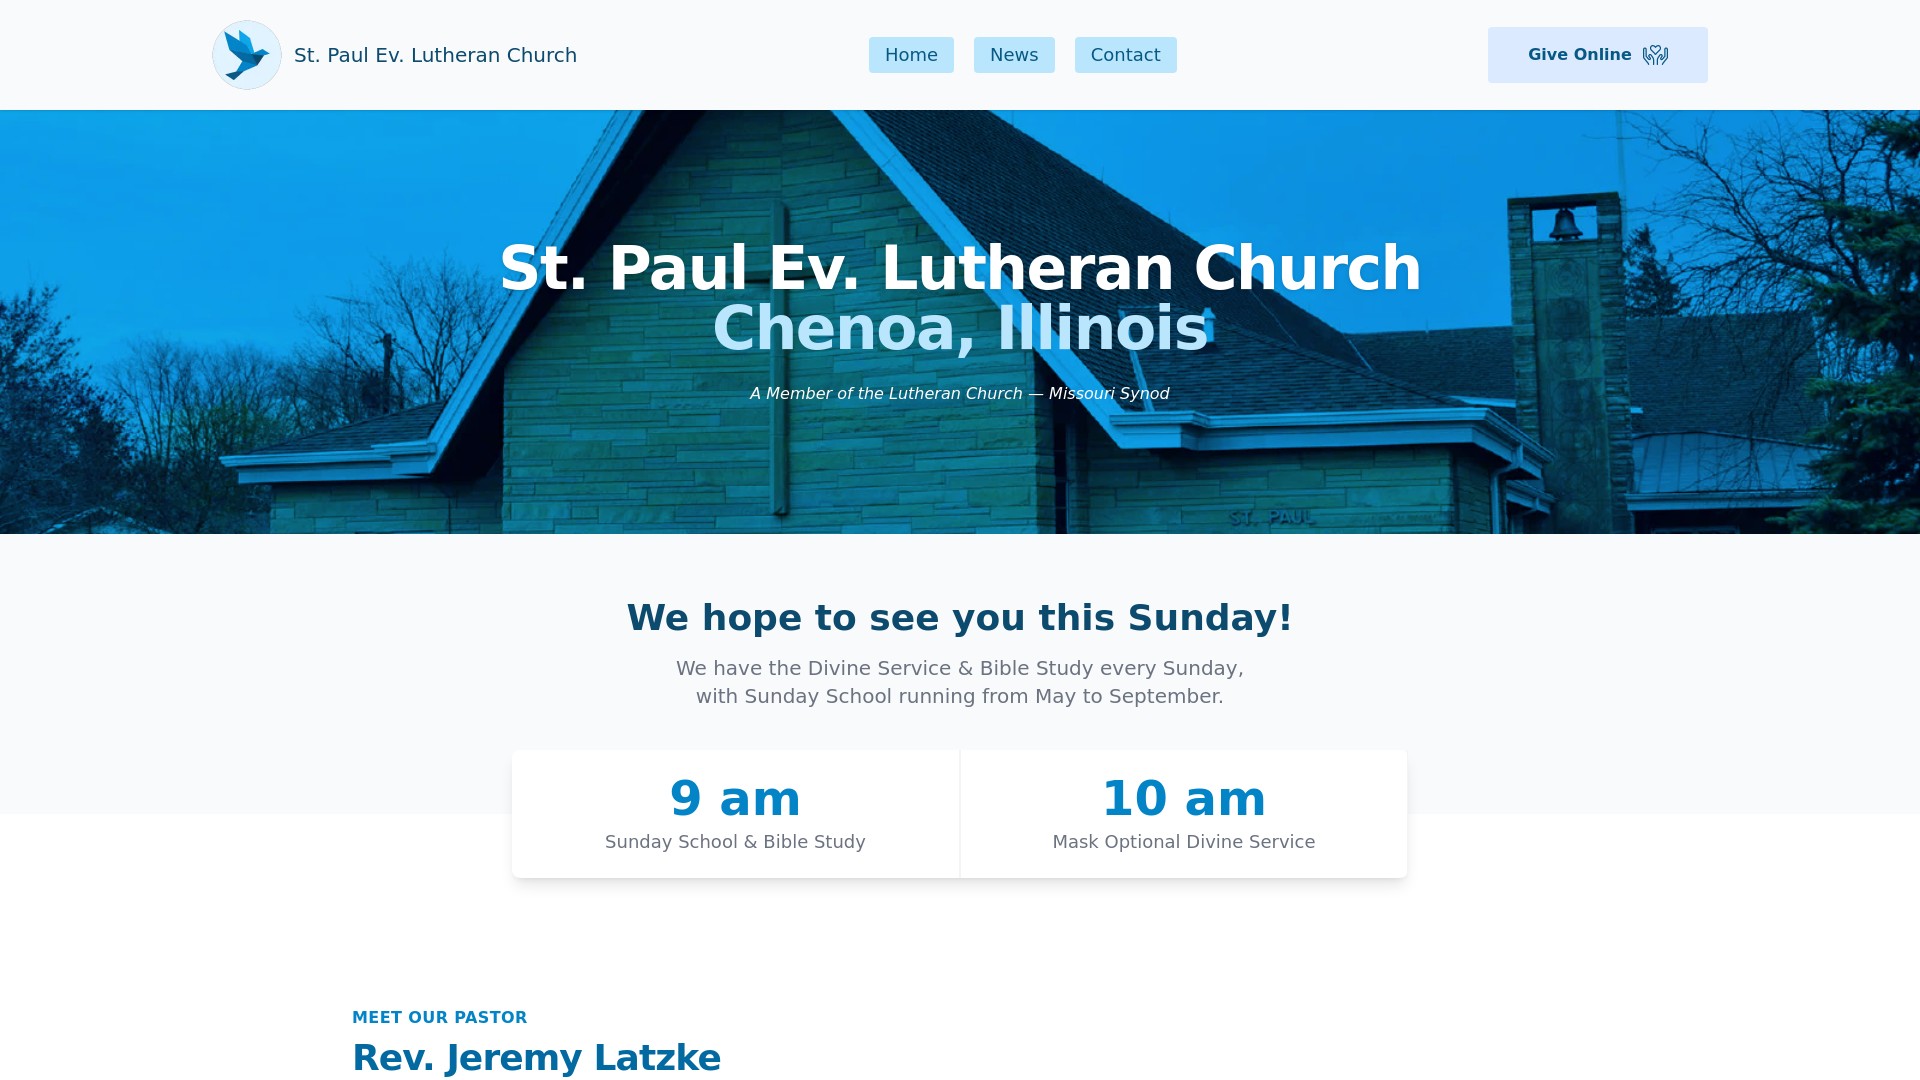 St. Paul Ev. Lutheran Church
Home
News
Contact
Give Online
St. Paul Ev. Lutheran Church
Chenoa, Illinois
A Member of the Lutheran Church — Missouri Synod
ST. PAUL
We hope to see you this Sunday!
We have the Divine Service & Bible Study every Sunday,
with Sunday School running from May to September.
9 am
Sunday School & Bible Study
10 am
Mask Optional Divine Service
MEET OUR PASTOR
Rev. Jeremy Latzke